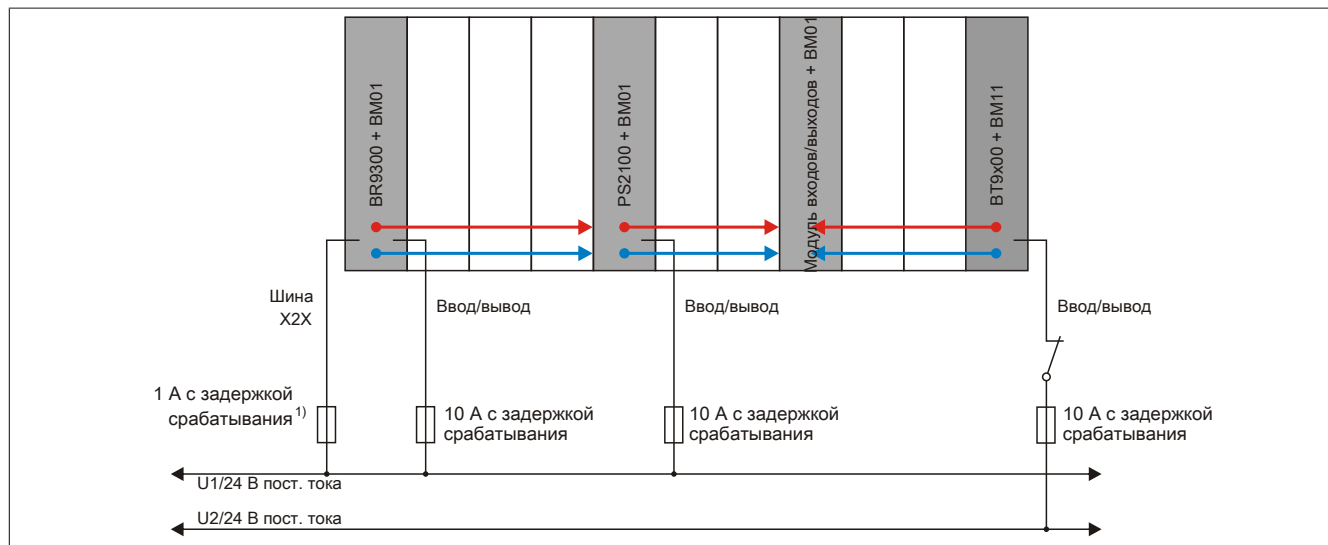 BR9300 + BM01
PS2100 + BM01
Модуль входов/выходов + BM01
BT9x00 + BM11
Шина
X2X
Ввод/вывод
Ввод/вывод
Ввод/вывод
1 А с задержкой
срабатывания 1)
10 А с задержкой
срабатывания
10 А с задержкой
срабатывания
10 А с задержкой
срабатывания
U1/24 В пост. тока
U2/24 В пост. тока